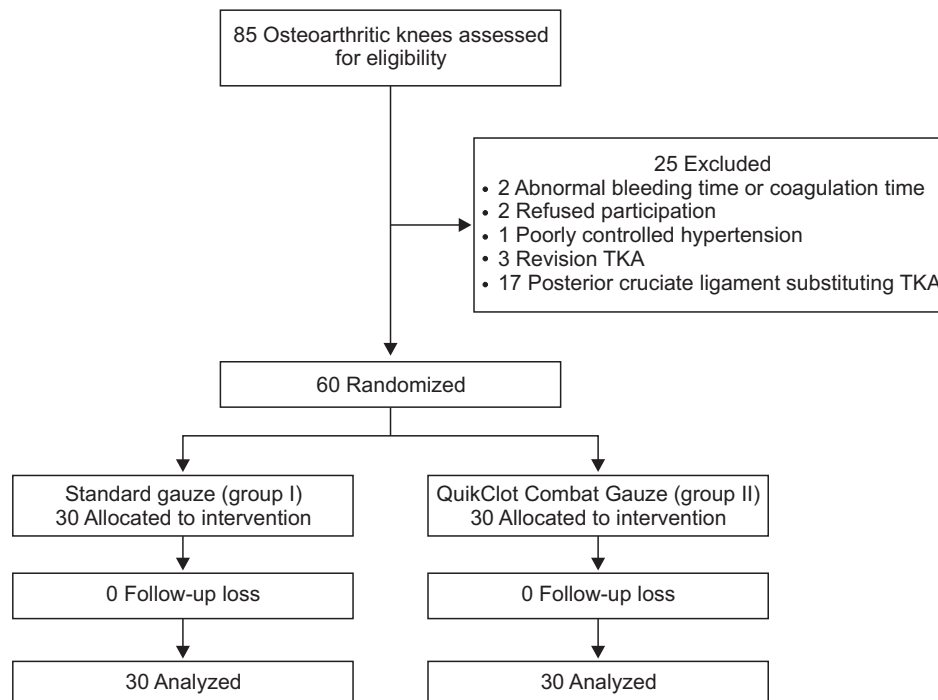 85 Osteoarthritic knees assessed
for eligibility
25 Excluded
• 2 Abnormal bleeding time or coagulation time
• 2 Refused participation
• 1 Poorly controlled hypertension
• 3 Revision TKA
• 17 Posterior cruciate ligament substituting TKA
60 Randomized
Standard gauze (group I)
30 Allocated to intervention
QuikClot Combat Gauze (group II)
30 Allocated to intervention
0 Follow-up loss
0 Follow-up loss
30 Analyzed
30 Analyzed